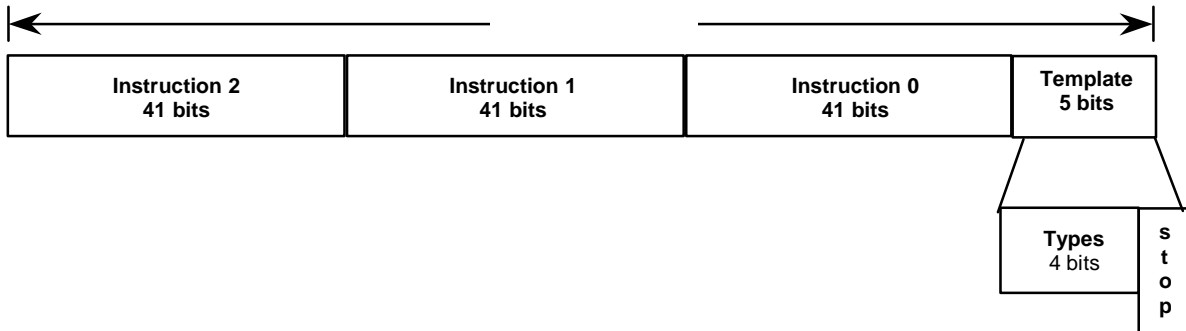 Instruction 2
41 bits
Instruction 1
41 bits
Instruction 0
41 bits
Template
5 bits
Types
4 bits
s
t
o
p